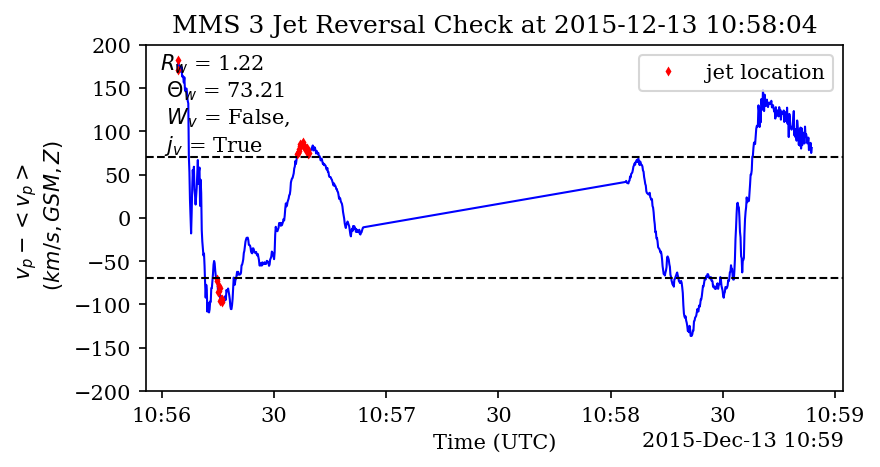 MMS 3 Jet Reversal Check at 2015-12-13 10:58:04
R_w = 1.22
Θ_w = 73.21
W_v = False,
j_v = True
jet location
v_p − < v_p >
(km/s, GSM, Z)
200
150
100
50
0
−50
−100
−150
−200
10:56 30 10:57 30 10:58 30 10:59
Time (UTC)
2015-Dec-13 10:59